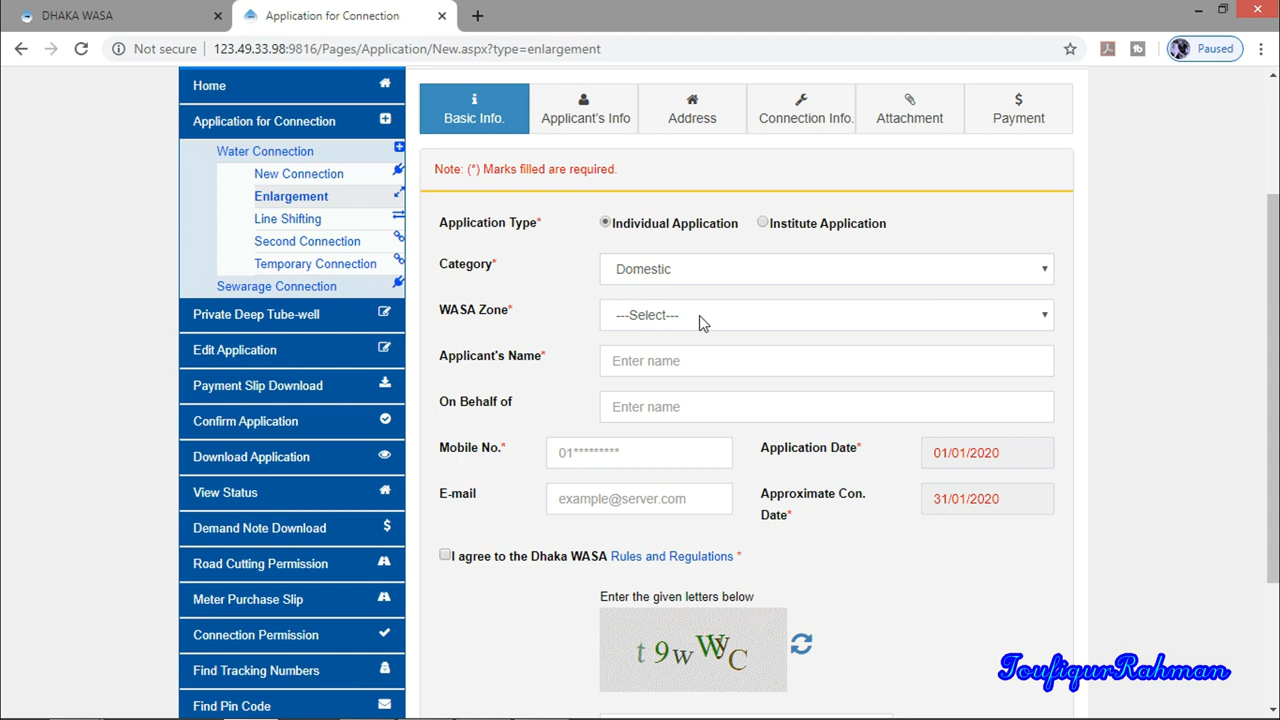 DHAKA WASA
Application for Connection
Not secure
123.49.33.98:9816/Pages/Application/New.aspx?type=enlargement
Paused
Home
Application for Connection
Water Connection
New Connection
Enlargement
Line Shifting
Second Connection
Temporary Connection
Sewarage Connection
Private Deep Tube-well
Edit Application
Payment Slip Download
Confirm Application
Download Application
View Status
Demand Note Download
Road Cutting Permission
Meter Purchase Slip
Connection Permission
Find Tracking Numbers
Find Pin Code
Basic Info.
Applicant's Info
Address
Connection Info.
Attachment
Payment
Note: (*) Marks filled are required.
Application Type* Individual Application Institute Application
Category* Domestic
WASA Zone* ---Select---
Applicant's Name* Enter name
On Behalf of Enter name
Mobile No.* 01********* Application Date* 01/01/2020
E-mail example@server.com Approximate Con. 31/01/2020
Date*
I agree to the Dhaka WASA Rules and Regulations *
Enter the given letters below
ToufiqurRahman